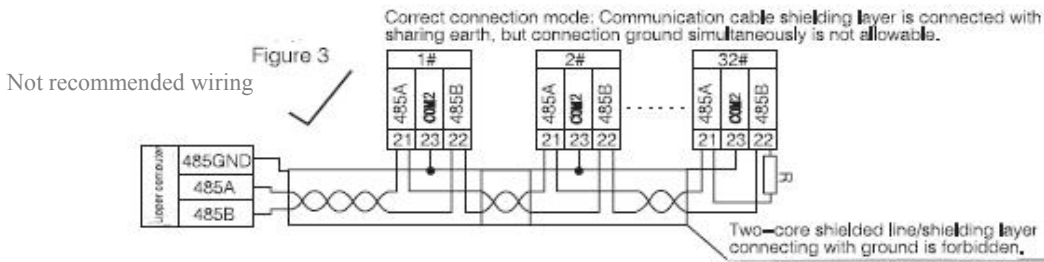 Correct connection mode: Communication cable shielding layer is connected with
sharing earth, but connection ground simultaneously is not allowable.
Figure 3
Not recommended wiring
1# 2# 32#
485A COM2 485B 485A COM2 485B 485A COM2 485B
21 23 22 21 23 22 21 23 22
Upper computer
485GND
485A
485B
R
Two-core shielded line/shielding layer
connecting with ground is forbidden.